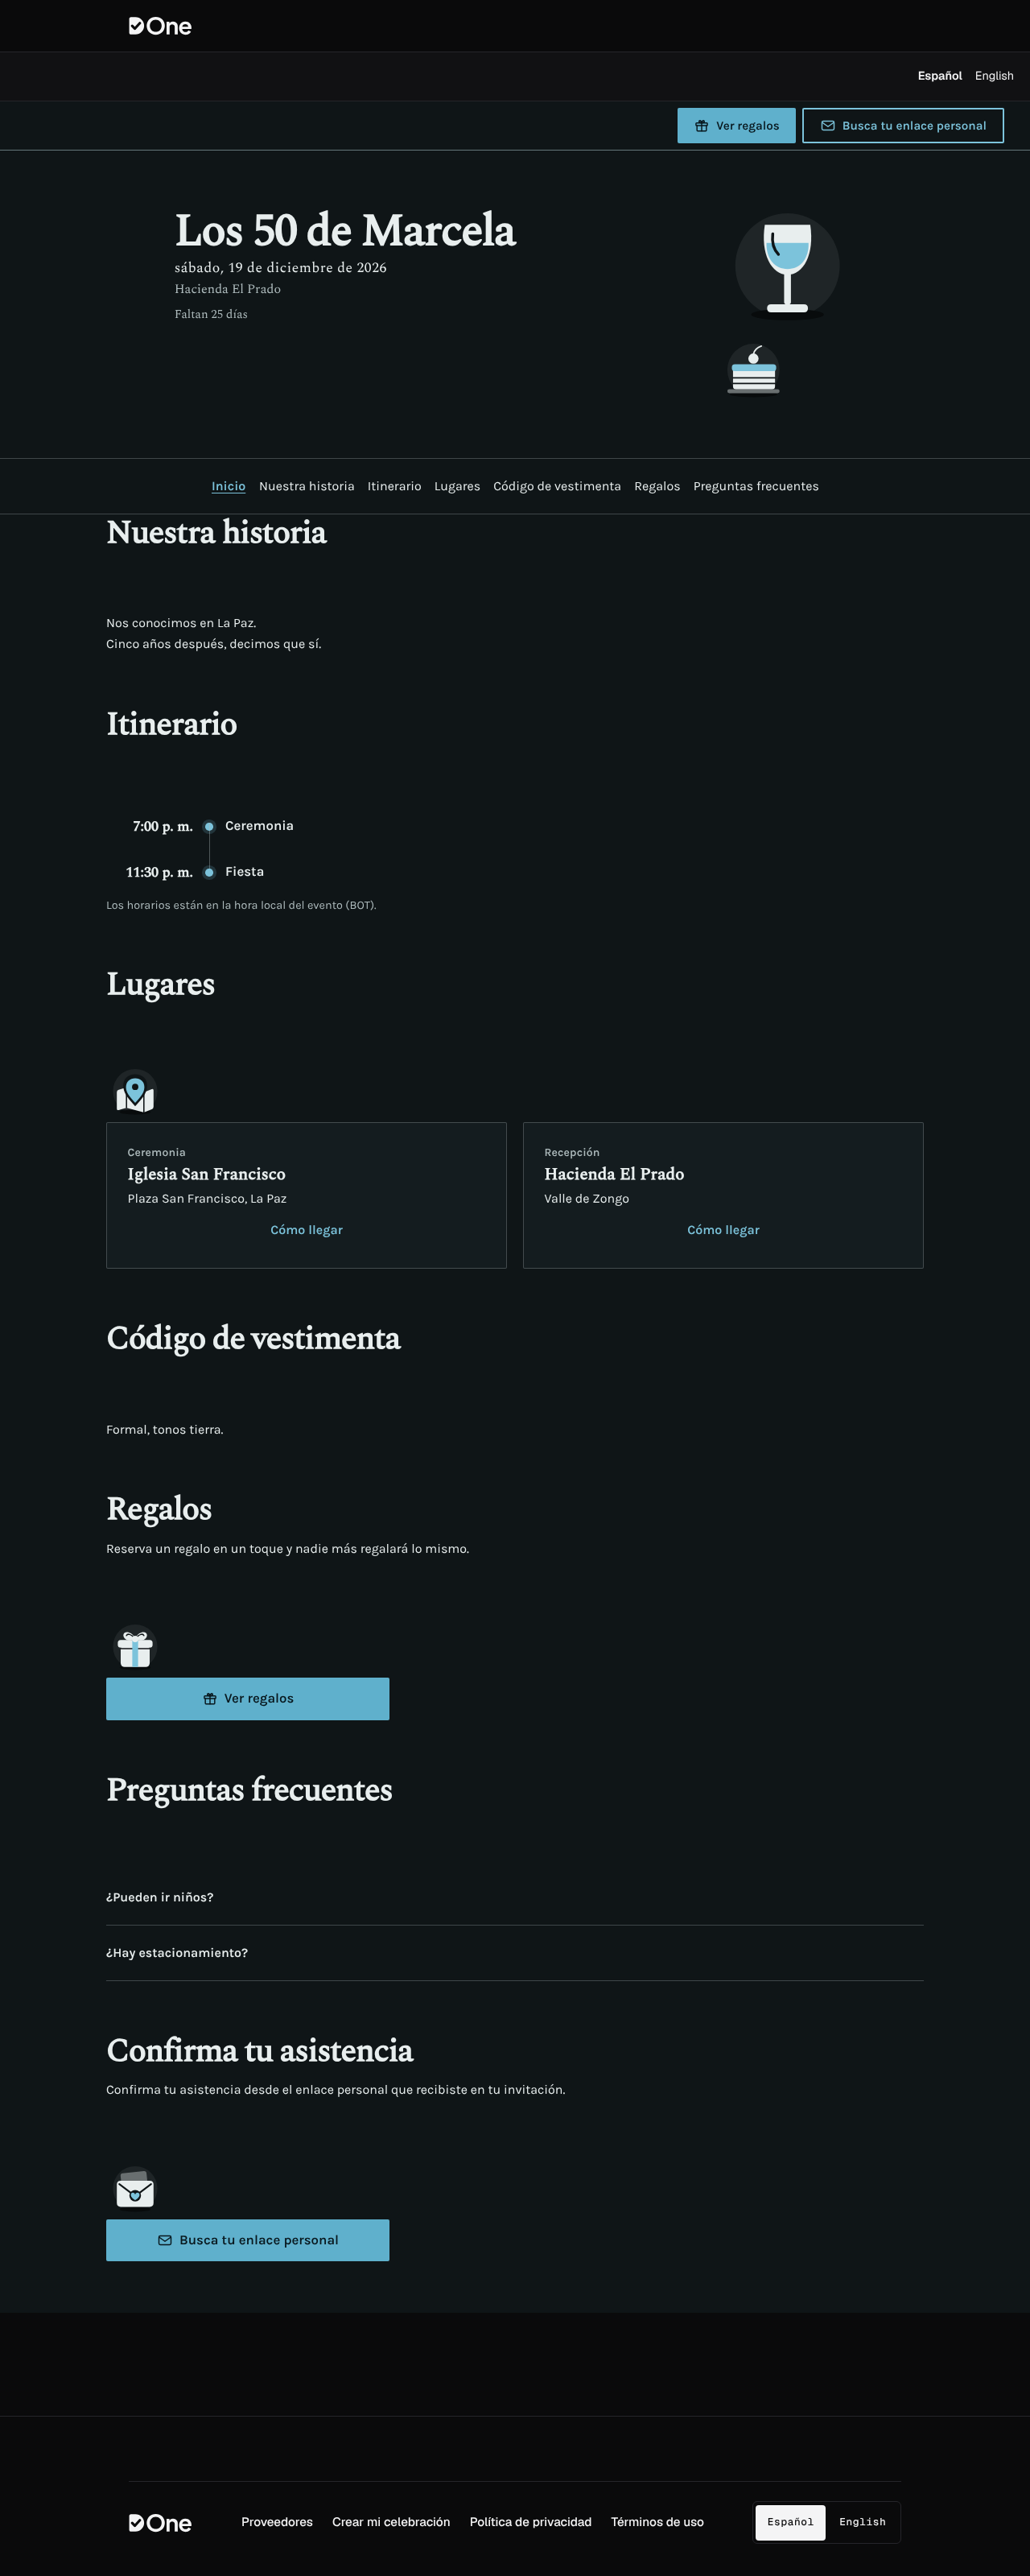 One
Español English
Ver regalos Busca tu enlace personal
Los 50 de Marcela
sábado, 19 de diciembre de 2026
Hacienda El Prado
Faltan 25 días
Inicio Nuestra historia Itinerario Lugares Código de vestimenta Regalos Preguntas frecuentes
Nuestra historia
Nos conocimos en La Paz.
Cinco años después, decimos que sí.
Itinerario
7:00 p. m. Ceremonia
11:30 p. m. Fiesta
Los horarios están en la hora local del evento (BOT).
Lugares
Ceremonia
Iglesia San Francisco
Plaza San Francisco, La Paz
Cómo llegar
Recepción
Hacienda El Prado
Valle de Zongo
Cómo llegar
Código de vestimenta
Formal, tonos tierra.
Regalos
Reserva un regalo en un toque y nadie más regalará lo mismo.
Ver regalos
Preguntas frecuentes
¿Pueden ir niños?
¿Hay estacionamiento?
Confirma tu asistencia
Confirma tu asistencia desde el enlace personal que recibiste en tu invitación.
Busca tu enlace personal
One Proveedores Crear mi celebración Política de privacidad Términos de uso Español English